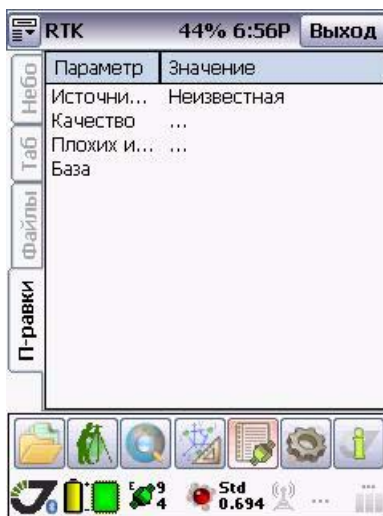 RTK 44% 6:56P Выход
Небо
Таб
Файлы
П-равки
Параметр Значение
Источни... Неизвестная
Качество ...
Плохих и... ...
База
E 9 4 Std 0.694 ...